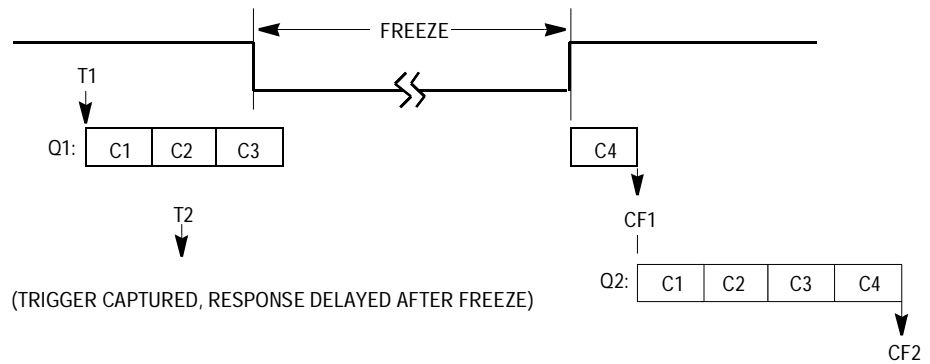 FREEZE
T1
Q1: C1 C2 C3 C4
T2
CF1
Q2: C1 C2 C3 C4
(TRIGGER CAPTURED, RESPONSE DELAYED AFTER FREEZE)
CF2